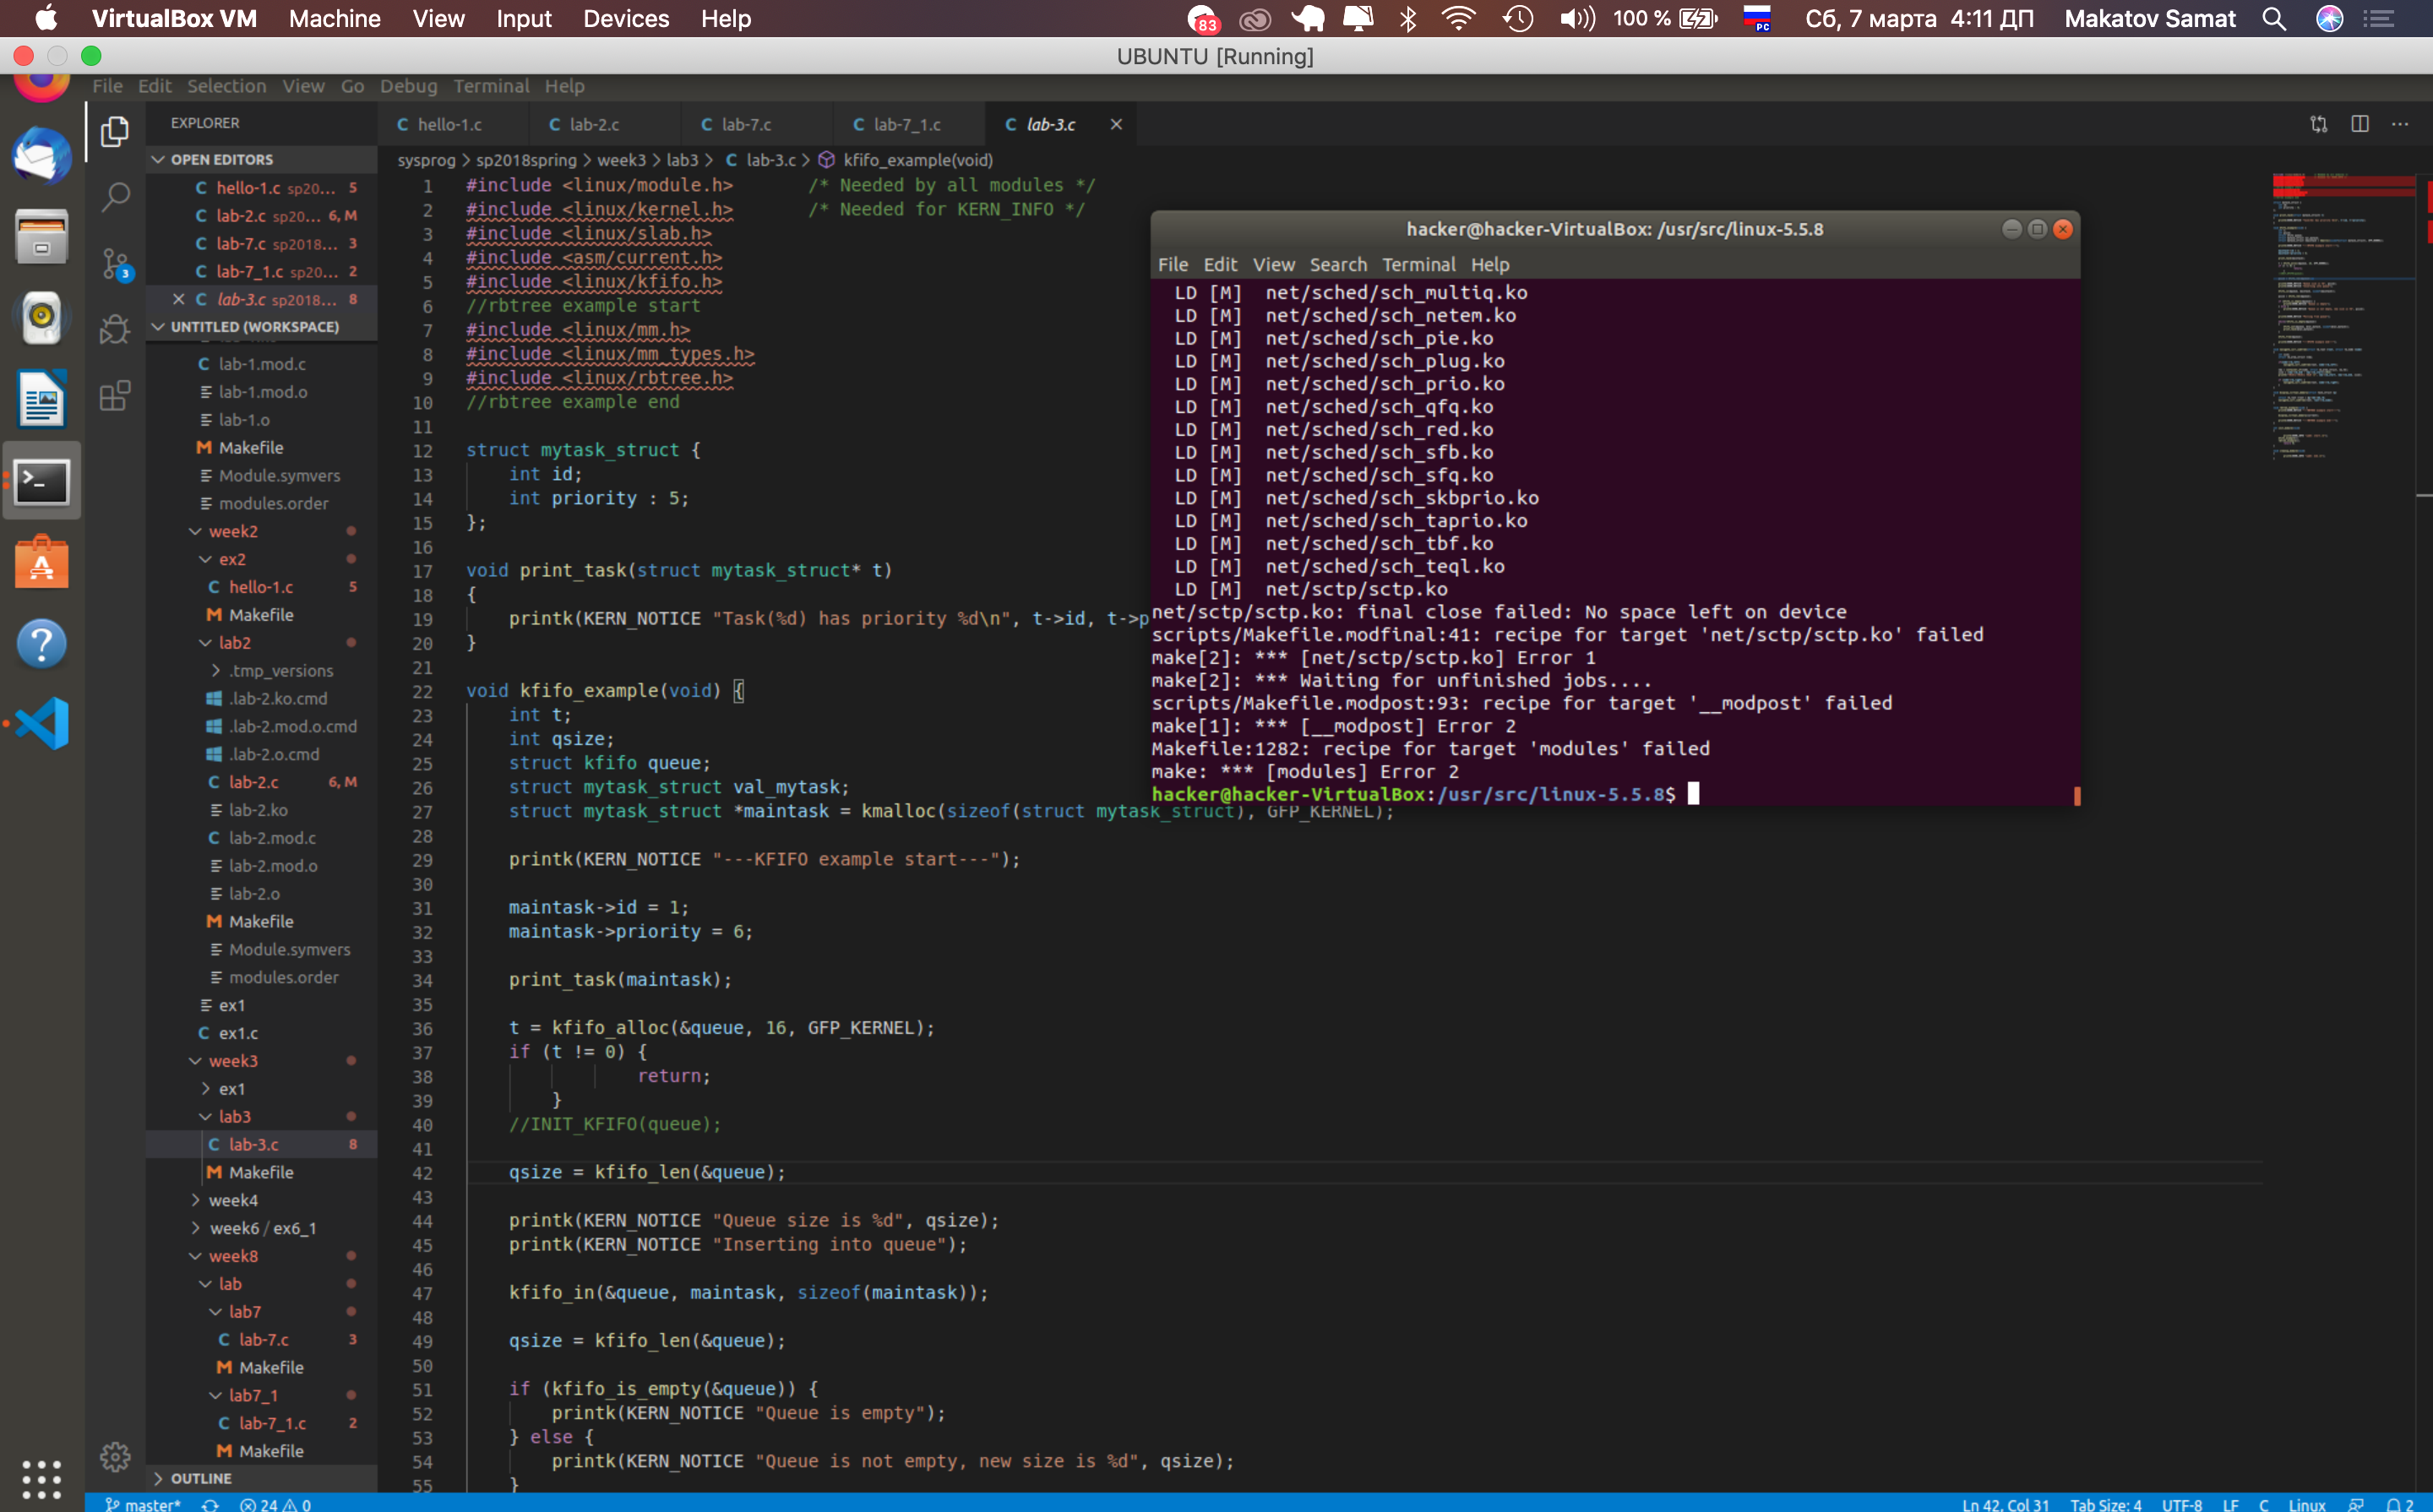 VirtualBox VM Machine View Input Devices Help 83 100 % РС Сб, 7 марта 4:11 ДП Makatov Samat
UBUNTU [Running]
File Edit Selection View Go Debug Terminal Help
EXPLORER
OPEN EDITORS
C hello-1.c sp20... 5
C lab-2.c sp20... 6, M
C lab-7.c sp2018... 3
C lab-7_1.c sp20... 2
C lab-3.c sp2018... 8
UNTITLED (WORKSPACE)
C lab-1.mod.c
lab-1.mod.o
lab-1.o
M Makefile
Module.symvers
modules.order
week2
ex2
C hello-1.c 5
M Makefile
lab2
.tmp_versions
.lab-2.ko.cmd
.lab-2.mod.o.cmd
.lab-2.o.cmd
C lab-2.c 6, M
lab-2.ko
C lab-2.mod.c
lab-2.mod.o
lab-2.o
M Makefile
Module.symvers
modules.order
ex1
C ex1.c
week3
ex1
lab3
C lab-3.c 8
M Makefile
week4
week6 / ex6_1
week8
lab
lab7
C lab-7.c 3
M Makefile
lab7_1
C lab-7_1.c 2
M Makefile
OUTLINE
3
C hello-1.c C lab-2.c C lab-7.c C lab-7_1.c C lab-3.c
sysprog > sp2018spring > week3 > lab3 > C lab-3.c > kfifo_example(void)
1 #include <linux/module.h> /* Needed by all modules */
2 #include <linux/kernel.h> /* Needed for KERN_INFO */
3 #include <linux/slab.h>
4 #include <asm/current.h>
5 #include <linux/kfifo.h>
6 //rbtree example start
7 #include <linux/mm.h>
8 #include <linux/mm_types.h>
9 #include <linux/rbtree.h>
10 //rbtree example end
11
12 struct mytask_struct {
13 int id;
14 int priority : 5;
15 };
16
17 void print_task(struct mytask_struct* t)
18 {
19 printk(KERN_NOTICE "Task(%d) has priority %d\n", t->id, t->p
20 }
21
22 void kfifo_example(void) {
23 int t;
24 int qsize;
25 struct kfifo queue;
26 struct mytask_struct val_mytask;
27 struct mytask_struct *maintask = kmalloc(sizeof(struct mytask_struct), GFP_KERNEL);
28
29 printk(KERN_NOTICE "---KFIFO example start---");
30
31 maintask->id = 1;
32 maintask->priority = 6;
33
34 print_task(maintask);
35
36 t = kfifo_alloc(&queue, 16, GFP_KERNEL);
37 if (t != 0) {
38 return;
39 }
40 //INIT_KFIFO(queue);
41
42 qsize = kfifo_len(&queue);
43
44 printk(KERN_NOTICE "Queue size is %d", qsize);
45 printk(KERN_NOTICE "Inserting into queue");
46
47 kfifo_in(&queue, maintask, sizeof(maintask));
48
49 qsize = kfifo_len(&queue);
50
51 if (kfifo_is_empty(&queue)) {
52 printk(KERN_NOTICE "Queue is empty");
53 } else {
54 printk(KERN_NOTICE "Queue is not empty, new size is %d", qsize);
55 }
hacker@hacker-VirtualBox: /usr/src/linux-5.5.8
File Edit View Search Terminal Help
LD [M] net/sched/sch_multiq.ko
LD [M] net/sched/sch_netem.ko
LD [M] net/sched/sch_pie.ko
LD [M] net/sched/sch_plug.ko
LD [M] net/sched/sch_prio.ko
LD [M] net/sched/sch_qfq.ko
LD [M] net/sched/sch_red.ko
LD [M] net/sched/sch_sfb.ko
LD [M] net/sched/sch_sfq.ko
LD [M] net/sched/sch_skbprio.ko
LD [M] net/sched/sch_taprio.ko
LD [M] net/sched/sch_tbf.ko
LD [M] net/sched/sch_teql.ko
LD [M] net/sctp/sctp.ko
net/sctp/sctp.ko: final close failed: No space left on device
scripts/Makefile.modfinal:41: recipe for target 'net/sctp/sctp.ko' failed
make[2]: *** [net/sctp/sctp.ko] Error 1
make[2]: *** Waiting for unfinished jobs....
scripts/Makefile.modpost:93: recipe for target '__modpost' failed
make[1]: *** [__modpost] Error 2
Makefile:1282: recipe for target 'modules' failed
make: *** [modules] Error 2
hacker@hacker-VirtualBox:/usr/src/linux-5.5.8$
master* 24 0 Ln 42, Col 31 Tab Size: 4 UTF-8 LF C Linux 2